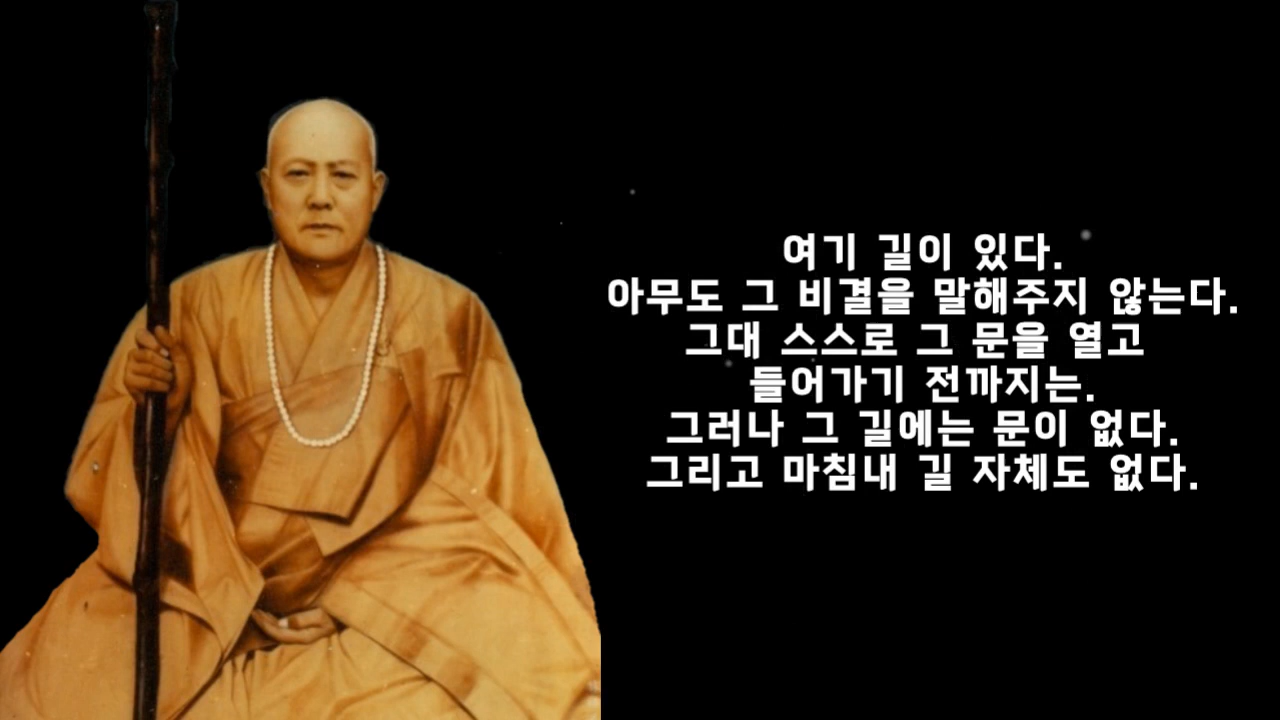 여기 길이 있다.
아무도 그 비결을 말해주지 않는다.
그대 스스로 그 문을 열고
들어가기 전까지는.
그러나 그 길에는 문이 없다.
그리고 마침내 길 자체도 없다.